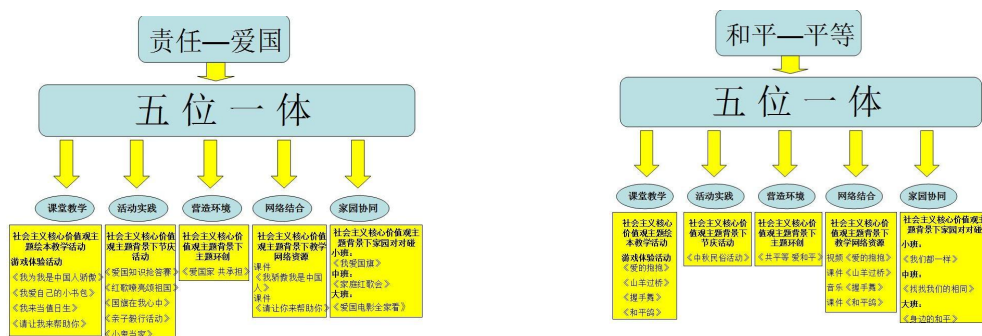 责任—爱国
五位一体
课堂教学
活动实践
营造环境
网络结合
家园协同
社会主义核心价值观主
题绘本教学活动
游戏体验活动
《我为我是中国人骄傲》
《我爱自己的小书包》
《我来当值日生》
《请让我来帮助你》
社会主义核心价值
观主题背景下节庆
活动
《爱国知识抢答赛》
《红歌嘹亮颂祖国》
《国旗在我心中》
《亲子毅行活动》
《小鬼当家》
社会主义核心价
值观主题背景下
主题环创
《爱国家 共承担》
社会主义核心价值
观主题背景下教学
网络资源
课件
《我骄傲我是中国
人》
课件
《请让你来帮助你》
社会主义核心价值观主
题背景下家园对对碰
小班：
《我爱国旗》
中班：
《家庭红歌会》
大班：
《爱国电影全家看》
和平—平等
五位一体
课堂教学
活动实践
营造环境
网络结合
家园协同
社会主义核心
价值观主题绘
本教学活动
游戏体验活动
《爱的抱抱》
《山羊过桥》
《握手舞》
《和平鸽》
社会主义核心价
值观主题背景下
节庆活动
《中秋民俗活动》
社会主义核心价
值观主题背景下
主题环创
《共平等 爱和平》
社会主义核心价
值观主题背景下
教学网络资源
视频《爱的抱抱》
课件《山羊过桥》
音乐《握手舞》
课件《和平鸽》
社会主义核心价值观主
题背景下家园对对碰
小班：
《我们都一样》
中班：
《找找我们的相同》
大班：
《身边的和平》